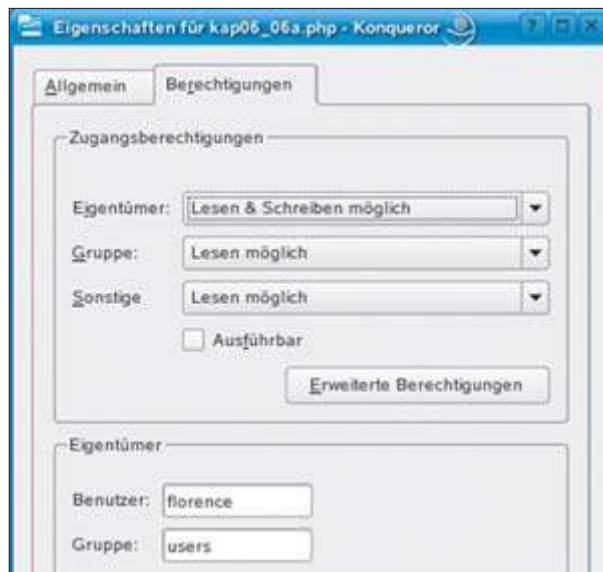 Eigenschaften für kap06_06a.php - Konqueror
Allgemein
Berechtigungen
Zugangsberechtigungen
Eigentümer: Lesen & Schreiben möglich
Gruppe: Lesen möglich
Sonstige Lesen möglich
Ausführbar
Erweiterte Berechtigungen
Eigentümer
Benutzer: florence
Gruppe: users